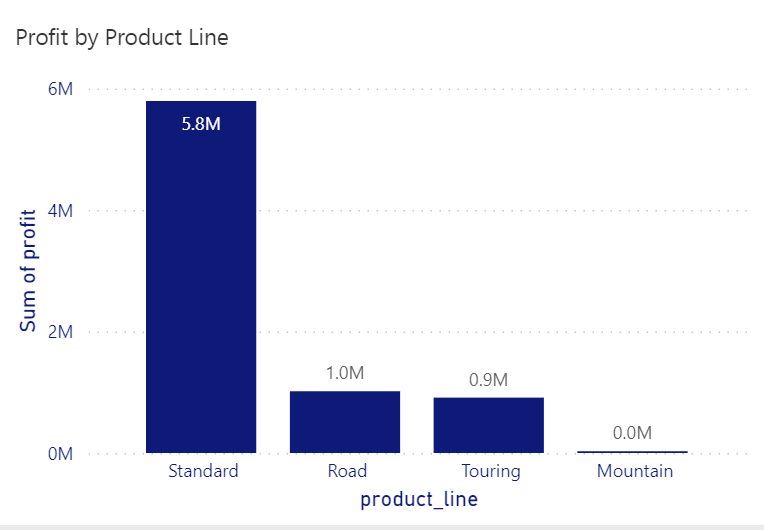 Profit by Product Line
6M
5.8M
4M
Sum of profit
2M
1.0M
0.9M
0.0M
0M
Standard Road Touring Mountain
product_line